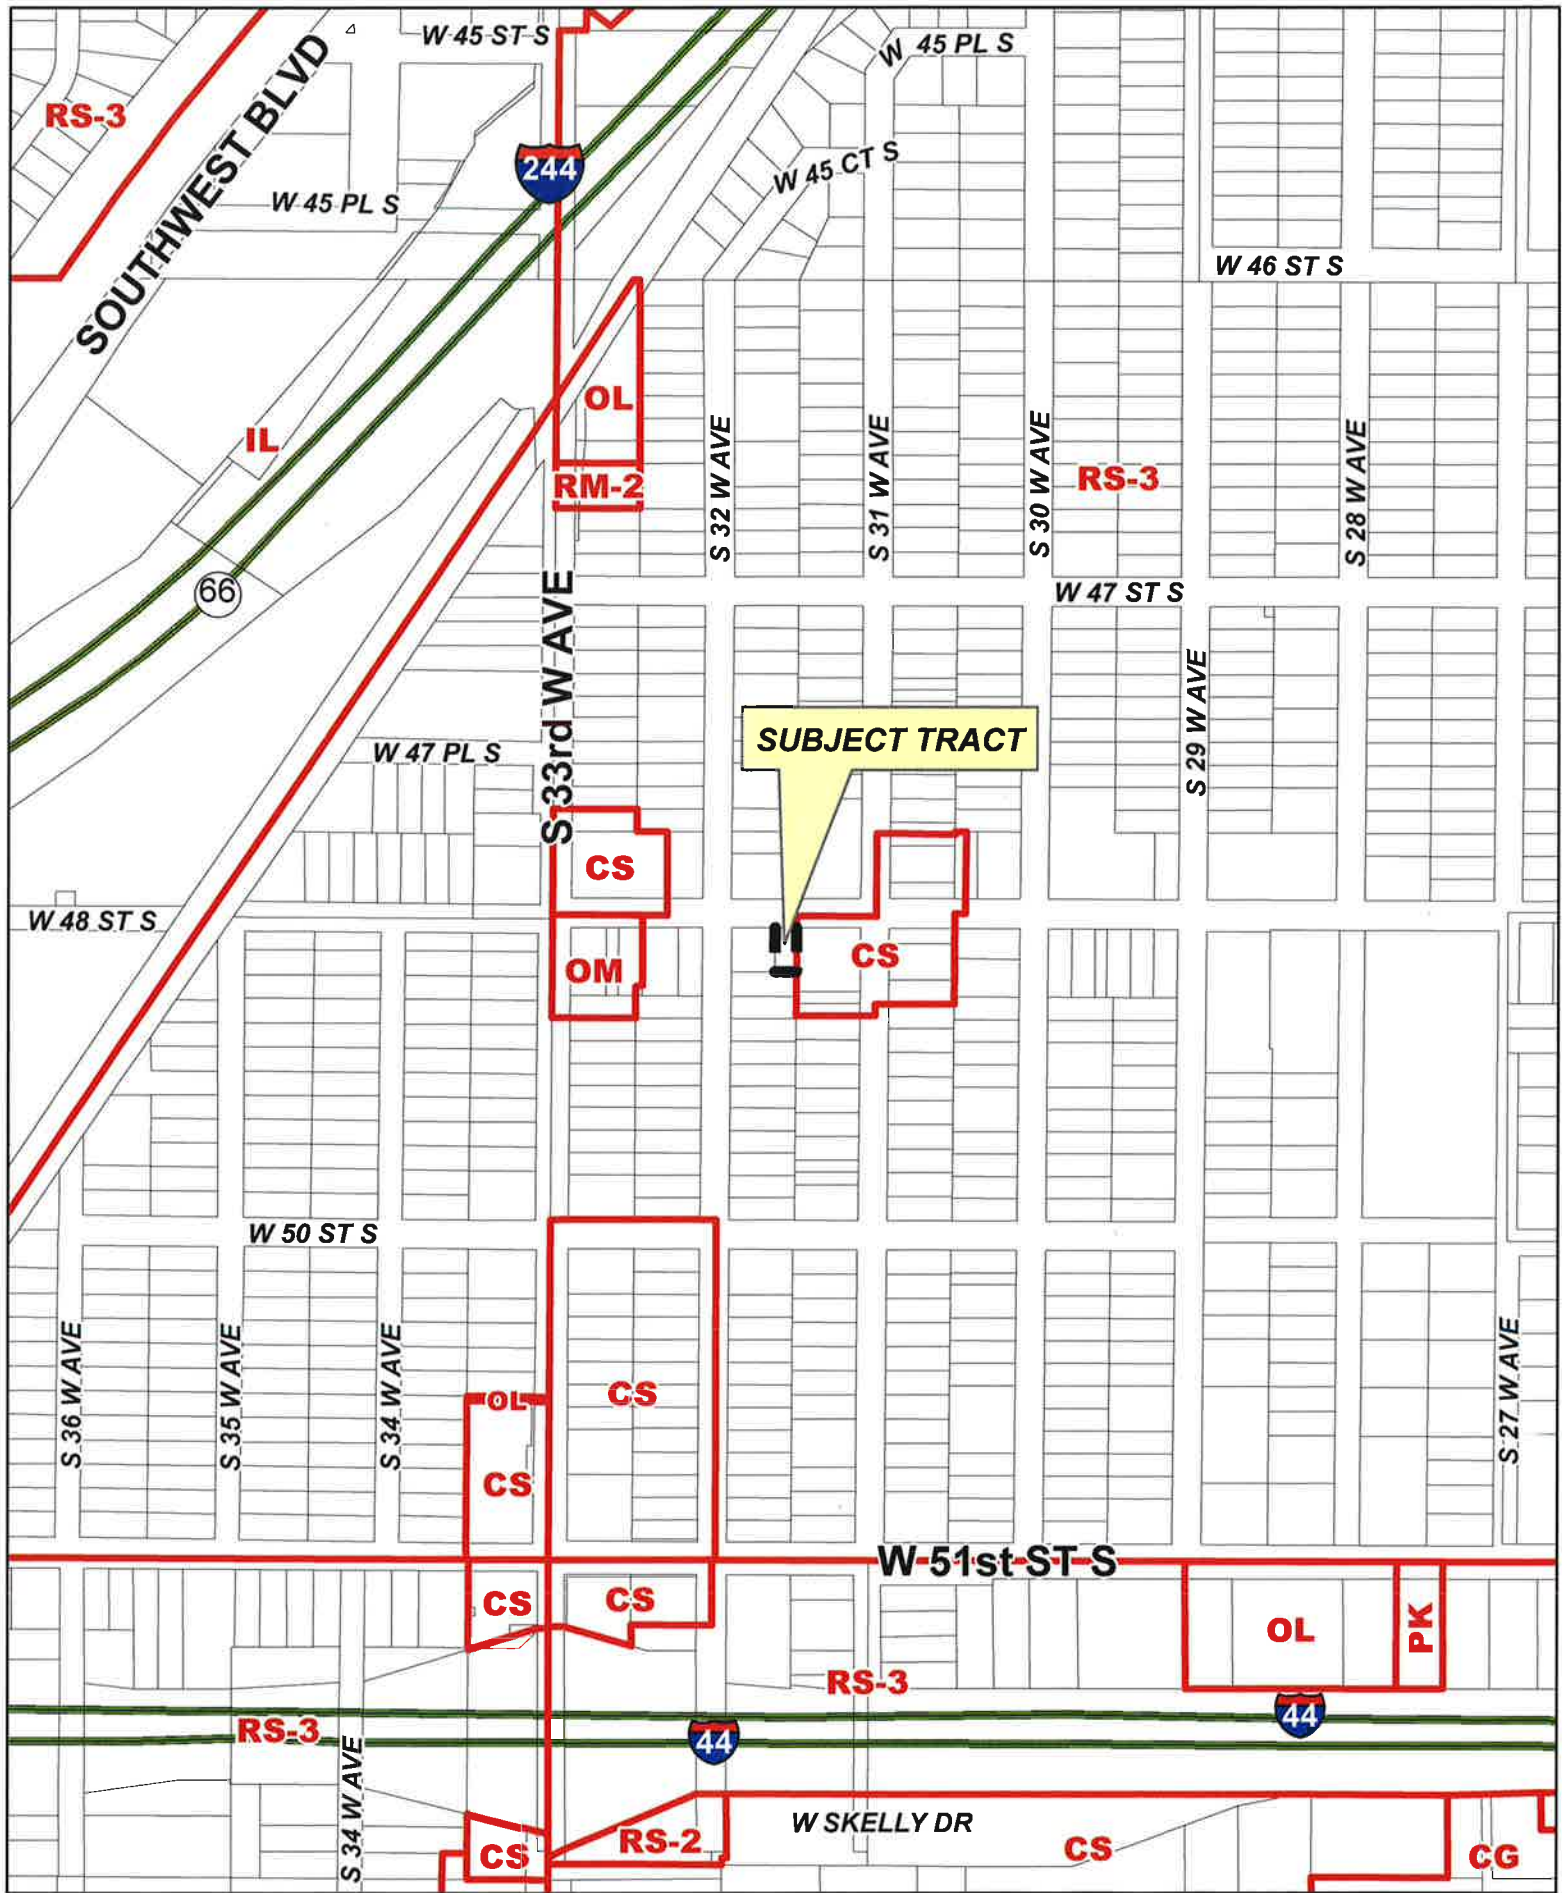 W 45 ST S
W 45 PL S
SOUTHWEST BLVD
RS-3
244
W 45 CT S
W 45 PL S
W 46 ST S
OL
IL
RM-2
S 32 W AVE
S 31 W AVE
S 30 W AVE
RS-3
S 28 W AVE
66
W 47 ST S
S 33rd W AVE
S 29 W AVE
SUBJECT TRACT
W 47 PL S
CS
W 48 ST S
OM
CS
W 50 ST S
S 36 W AVE
S 35 W AVE
S 34 W AVE
OL
CS
CS
S 27 W AVE
W 51st ST S
CS
CS
OL
PK
RS-3
RS-3
44
44
S 34 W AVE
W SKELLY DR
CS
RS-2
CS
CG